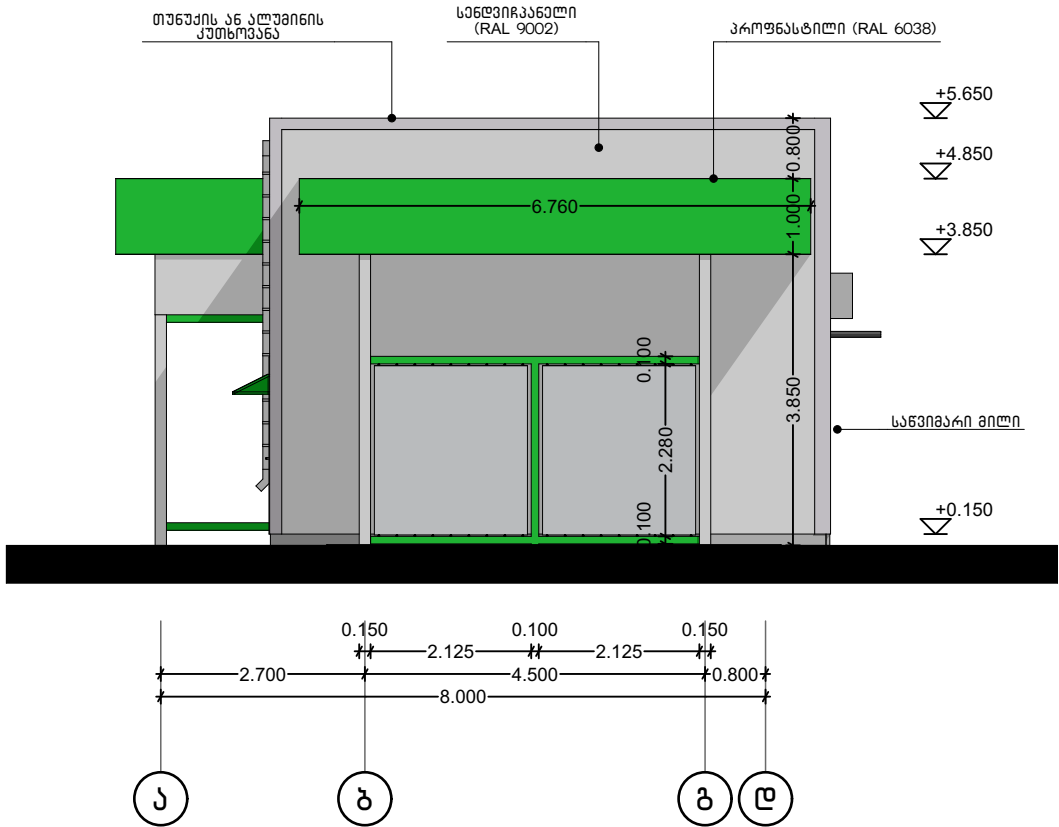 თუნუქის ან ალუმინის
კუთხოვანა
სენდვიჩპანელი
(RAL 9002)
პროფნასტილი (RAL 6038)
+5.650
+4.850
+3.850
0.800
1.000
6.760
0.100
2.280
0.100
3.850
საწვიმარი მილი
+0.150
0.150
0.100
0.150
2.125
2.125
2.700
4.500
0.800
8.000
ა
ბ
გ
დ